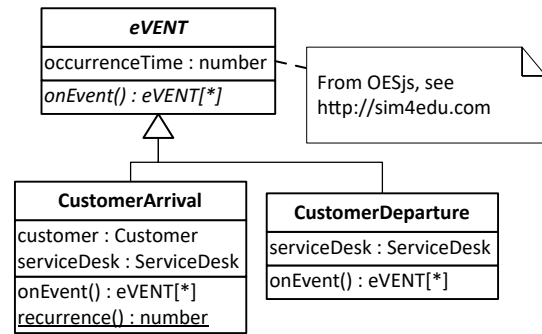 eVENT
occurrenceTime : number
onEvent() : eVENT[*]
From OESjs, see
http://sim4edu.com
CustomerArrival
customer : Customer
serviceDesk : ServiceDesk
onEvent() : eVENT[*]
recurrence() : number
CustomerDeparture
serviceDesk : ServiceDesk
onEvent() : eVENT[*]